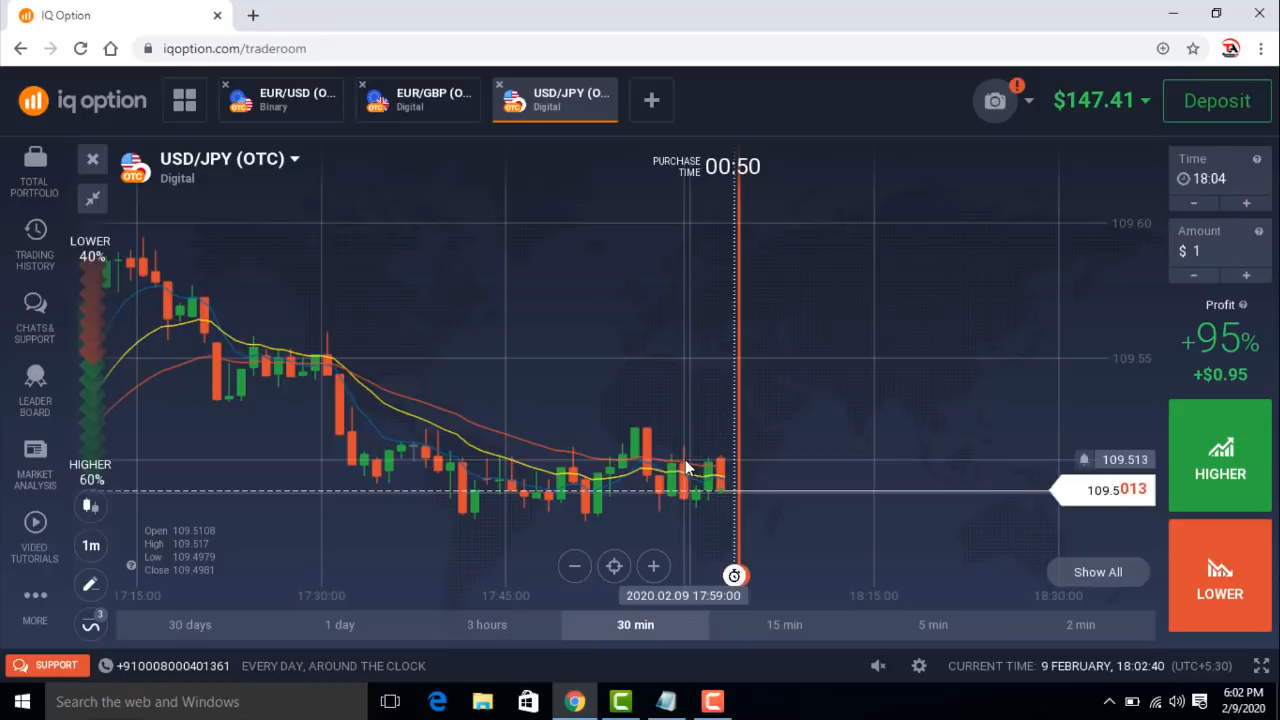 IQ Option
iqoption.com/traderoom
iq option
EUR/USD (O...
Binary
EUR/GBP (O...
Digital
USD/JPY (O...
Digital
$147.41
Deposit
TOTAL
PORTFOLIO
TRADING
HISTORY
CHATS &
SUPPORT
LEADER
BOARD
MARKET
ANALYSIS
VIDEO
TUTORIALS
MORE
USD/JPY (OTC)
Digital
OTC
PURCHASE
TIME
00:50
LOWER
40%
HIGHER
60%
1m
3
109.60
109.55
109.513
109.5013
Open 109.5108
High 109.517
Low 109.4979
Close 109.4981
Show All
17:15:00
17:30:00
17:45:00
2020.02.09 17:59:00
18:15:00
18:30:00
30 days
1 day
3 hours
30 min
15 min
5 min
2 min
Time
18:04
Amount
$ 1
Profit
+95%
+$0.95
HIGHER
LOWER
SUPPORT
+910008000401361
EVERY DAY, AROUND THE CLOCK
CURRENT TIME: 9 FEBRUARY, 18:02:40 (UTC+5:30)
Search the web and Windows
6:02 PM
2/9/2020